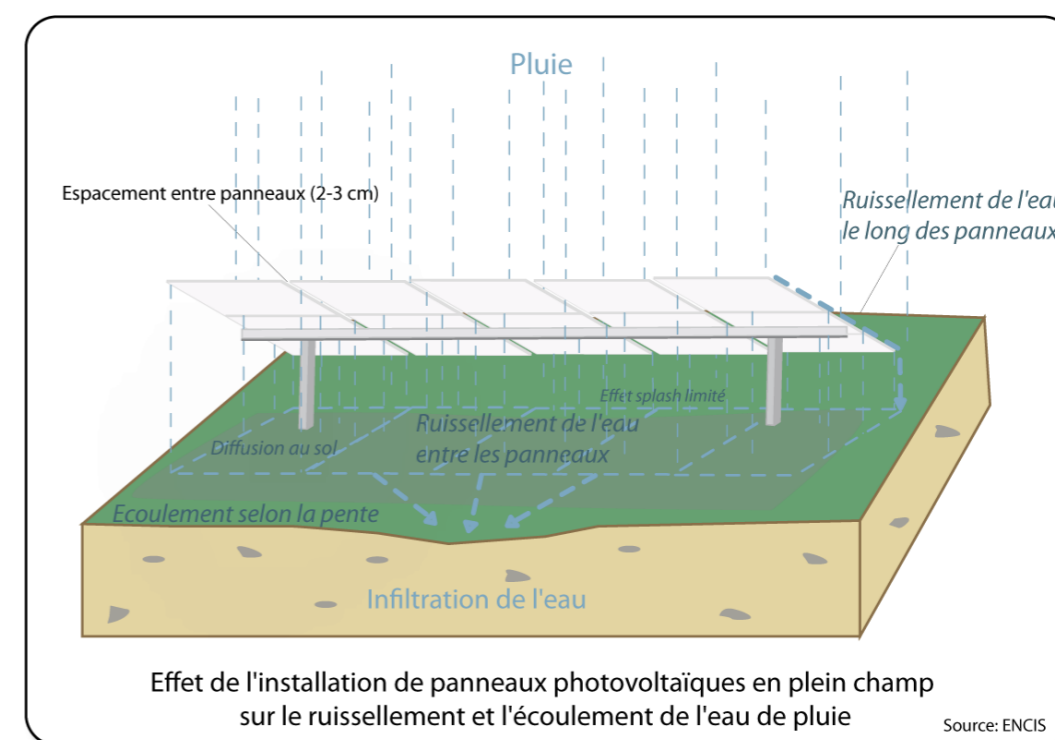 Pluie
Espacement entre panneaux (2-3 cm)
Ruissellement de l'eau
le long des panneaux
Effet splash limité
Ruissellement de l'eau
entre les panneaux
Diffusion au sol
Ecoulement selon la pente
Infiltration de l'eau
Effet de l'installation de panneaux photovoltaïques en plein champ
sur le ruissellement et l'écoulement de l'eau de pluie
Source: ENCIS